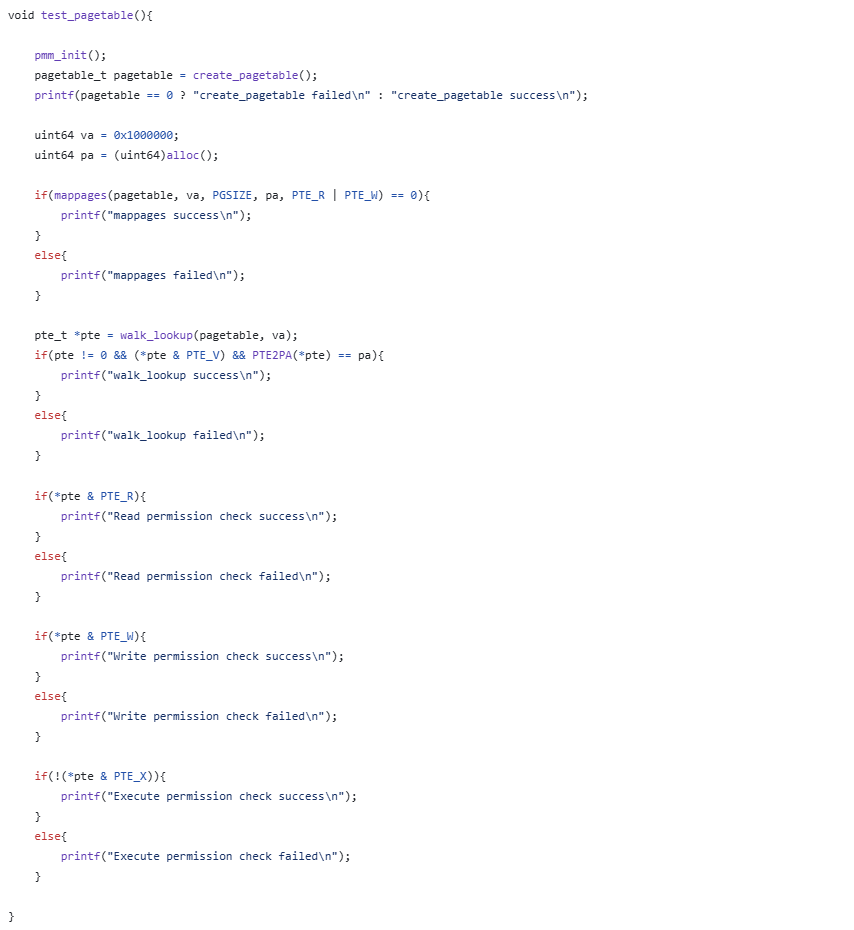 void test_pagetable(){
pmm_init();
pagetable_t pagetable = create_pagetable();
printf(pagetable == 0 ? "create_pagetable failed\n" : "create_pagetable success\n");
uint64 va = 0x1000000;
uint64 pa = (uint64)alloc();
if(mappages(pagetable, va, PGSIZE, pa, PTE_R | PTE_W) == 0){
printf("mappages success\n");
}
else{
printf("mappages failed\n");
}
pte_t *pte = walk_lookup(pagetable, va);
if(pte != 0 && (*pte & PTE_V) && PTE2PA(*pte) == pa){
printf("walk_lookup success\n");
}
else{
printf("walk_lookup failed\n");
}
if(*pte & PTE_R){
printf("Read permission check success\n");
}
else{
printf("Read permission check failed\n");
}
if(*pte & PTE_W){
printf("Write permission check success\n");
}
else{
printf("Write permission check failed\n");
}
if(!(*pte & PTE_X)){
printf("Execute permission check success\n");
}
else{
printf("Execute permission check failed\n");
}
}